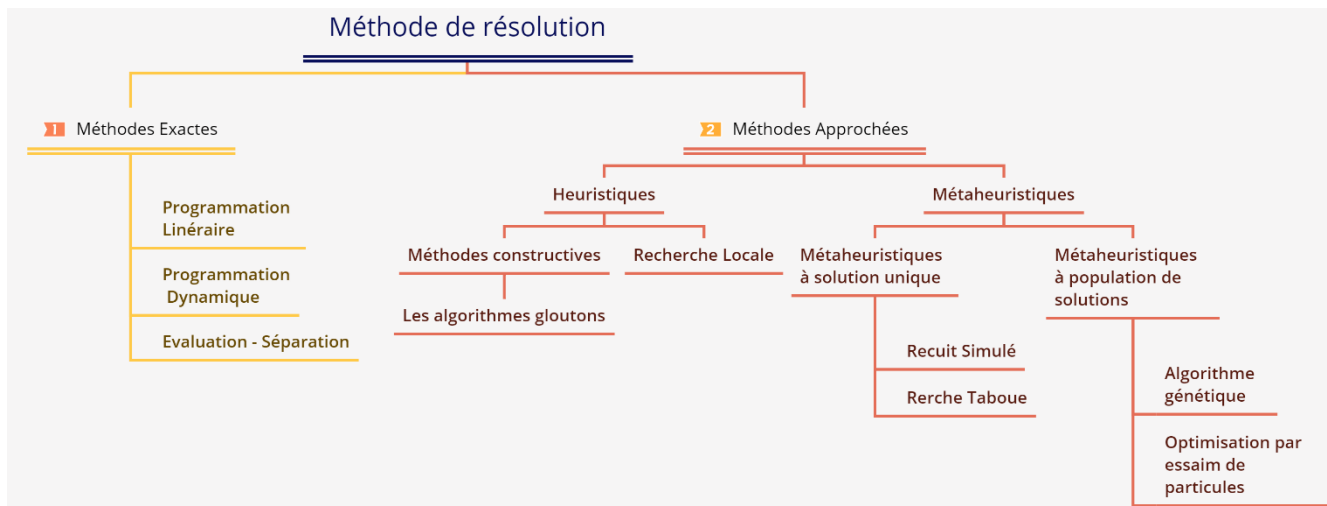 Méthode de résolution
1 Méthodes Exactes
2 Méthodes Approchées
Programmation
Linéraire
Programmation
Dynamique
Evaluation - Séparation
Heuristiques
Métaheuristiques
Méthodes constructives
Recherche Locale
Les algorithmes gloutons
Métaheuristiques
à solution unique
Recuit Simulé
Rerche Taboue
Métaheuristiques
à population de
solutions
Algorithme
génétique
Optimisation par
essaim de
particules